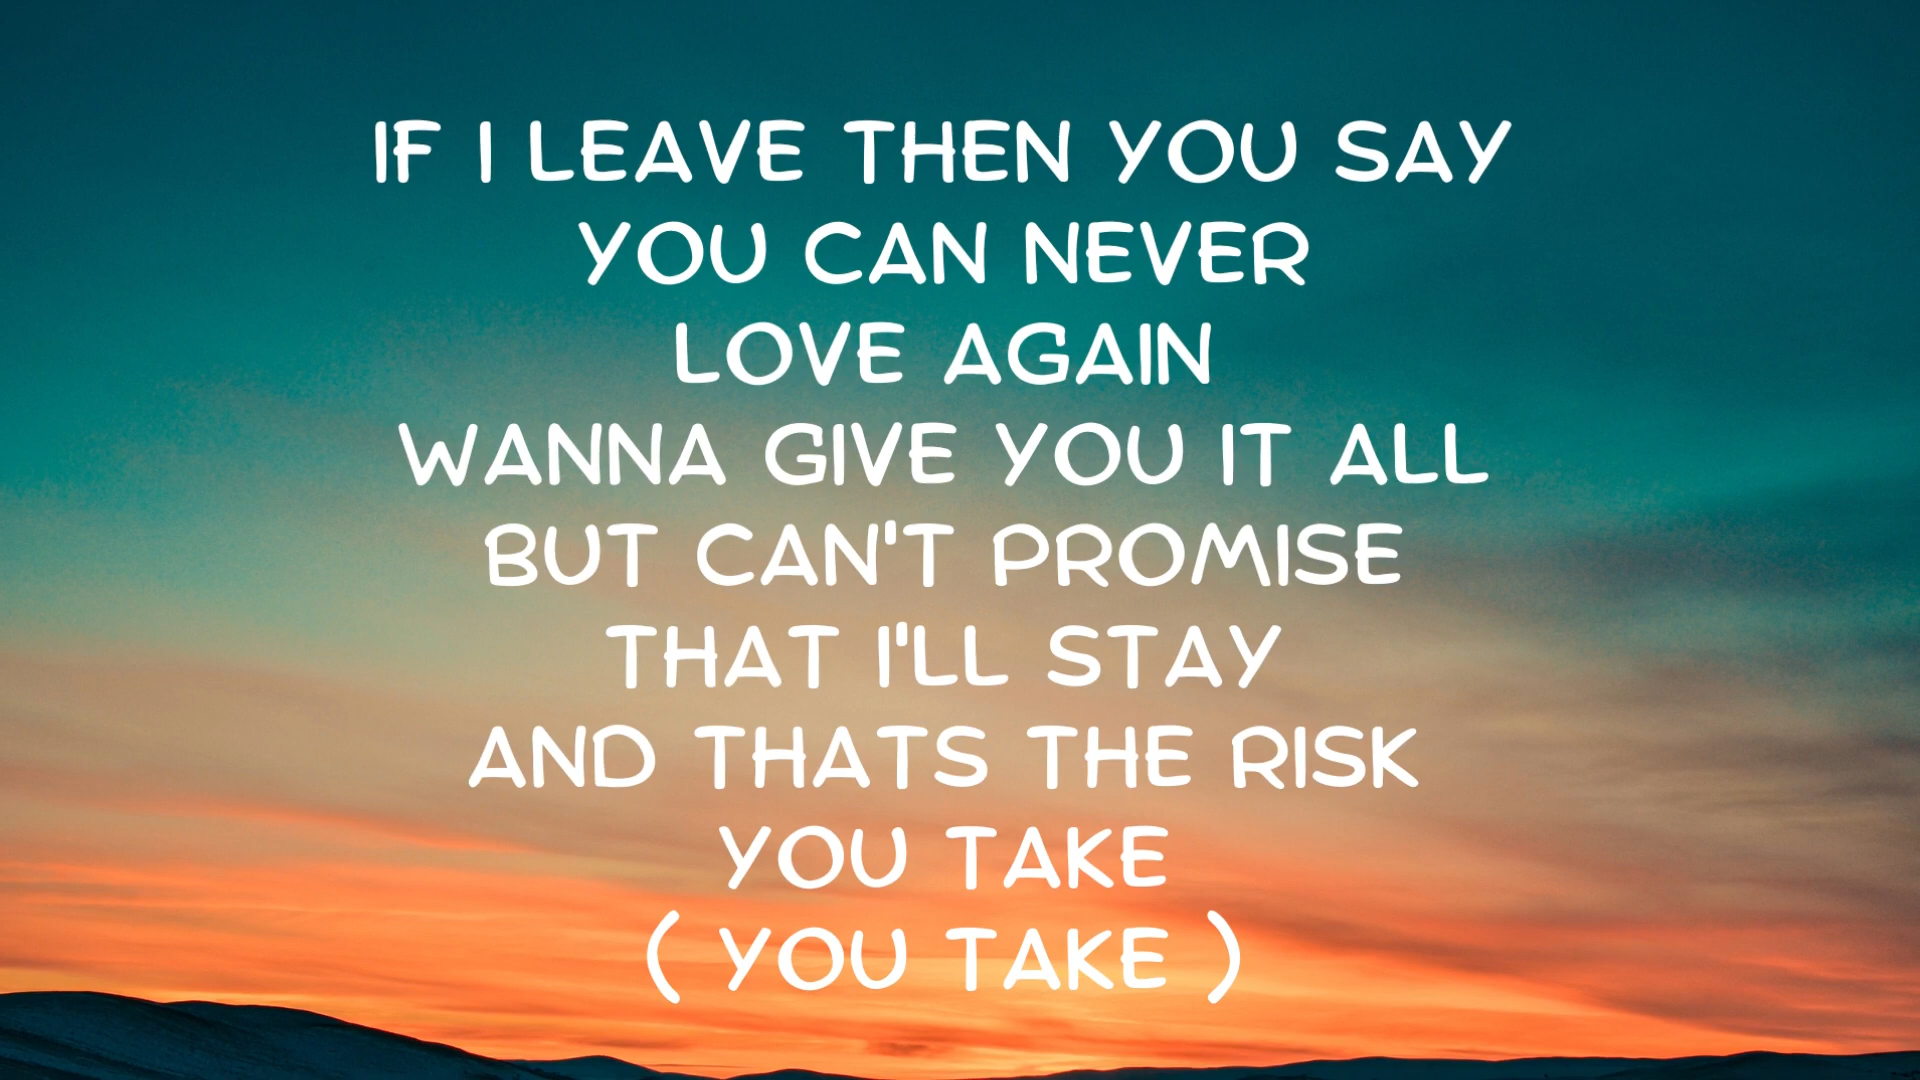 IF I LEAVE THEN YOU SAY
YOU CAN NEVER
LOVE AGAIN
WANNA GIVE YOU IT ALL
BUT CAN'T PROMISE
THAT I'LL STAY
AND THATS THE RISK
YOU TAKE
( YOU TAKE )